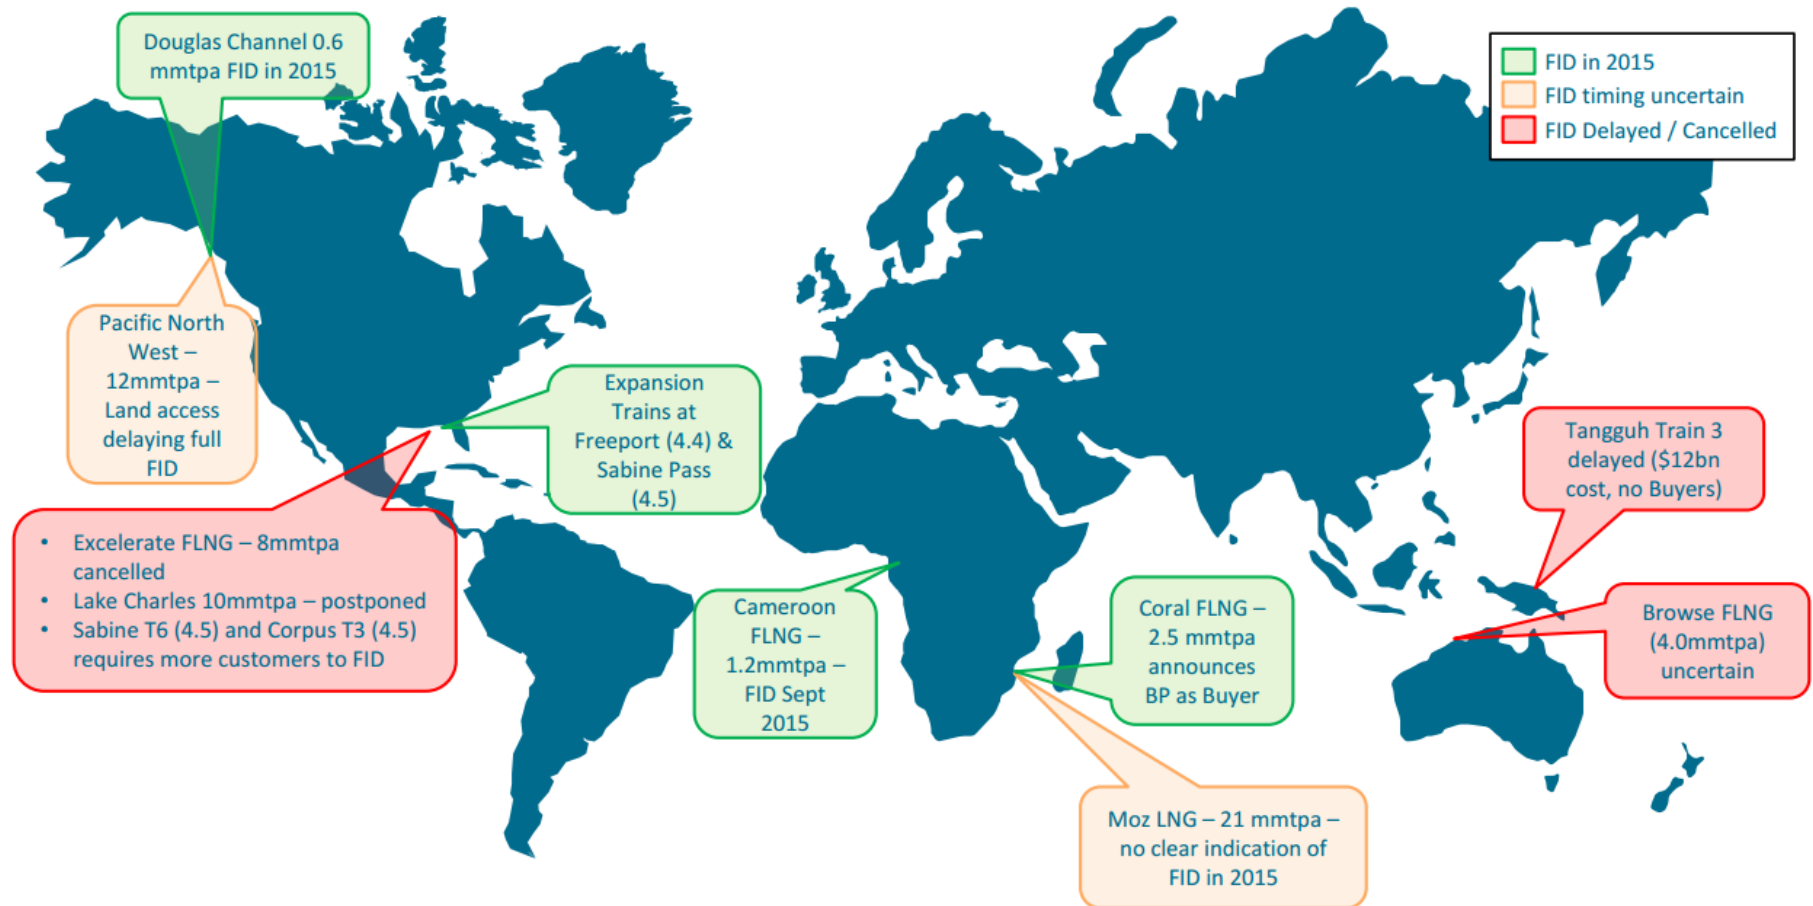 Douglas Channel 0.6
mmtpa FID in 2015
FID in 2015
FID timing uncertain
FID Delayed / Cancelled
Pacific North
West –
12mmtpa –
Land access
delaying full
FID
Expansion
Trains at
Freeport (4.4) &
Sabine Pass
(4.5)
Tangguh Train 3
delayed ($12bn
cost, no Buyers)
• Excelerate FLNG – 8mmtpa
cancelled
• Lake Charles 10mmtpa – postponed
• Sabine T6 (4.5) and Corpus T3 (4.5)
requires more customers to FID
Cameroon
FLNG –
1.2mmtpa –
FID Sept
2015
Coral FLNG –
2.5 mmtpa
announces
BP as Buyer
Browse FLNG
(4.0mmtpa)
uncertain
Moz LNG – 21 mmtpa –
no clear indication of
FID in 2015